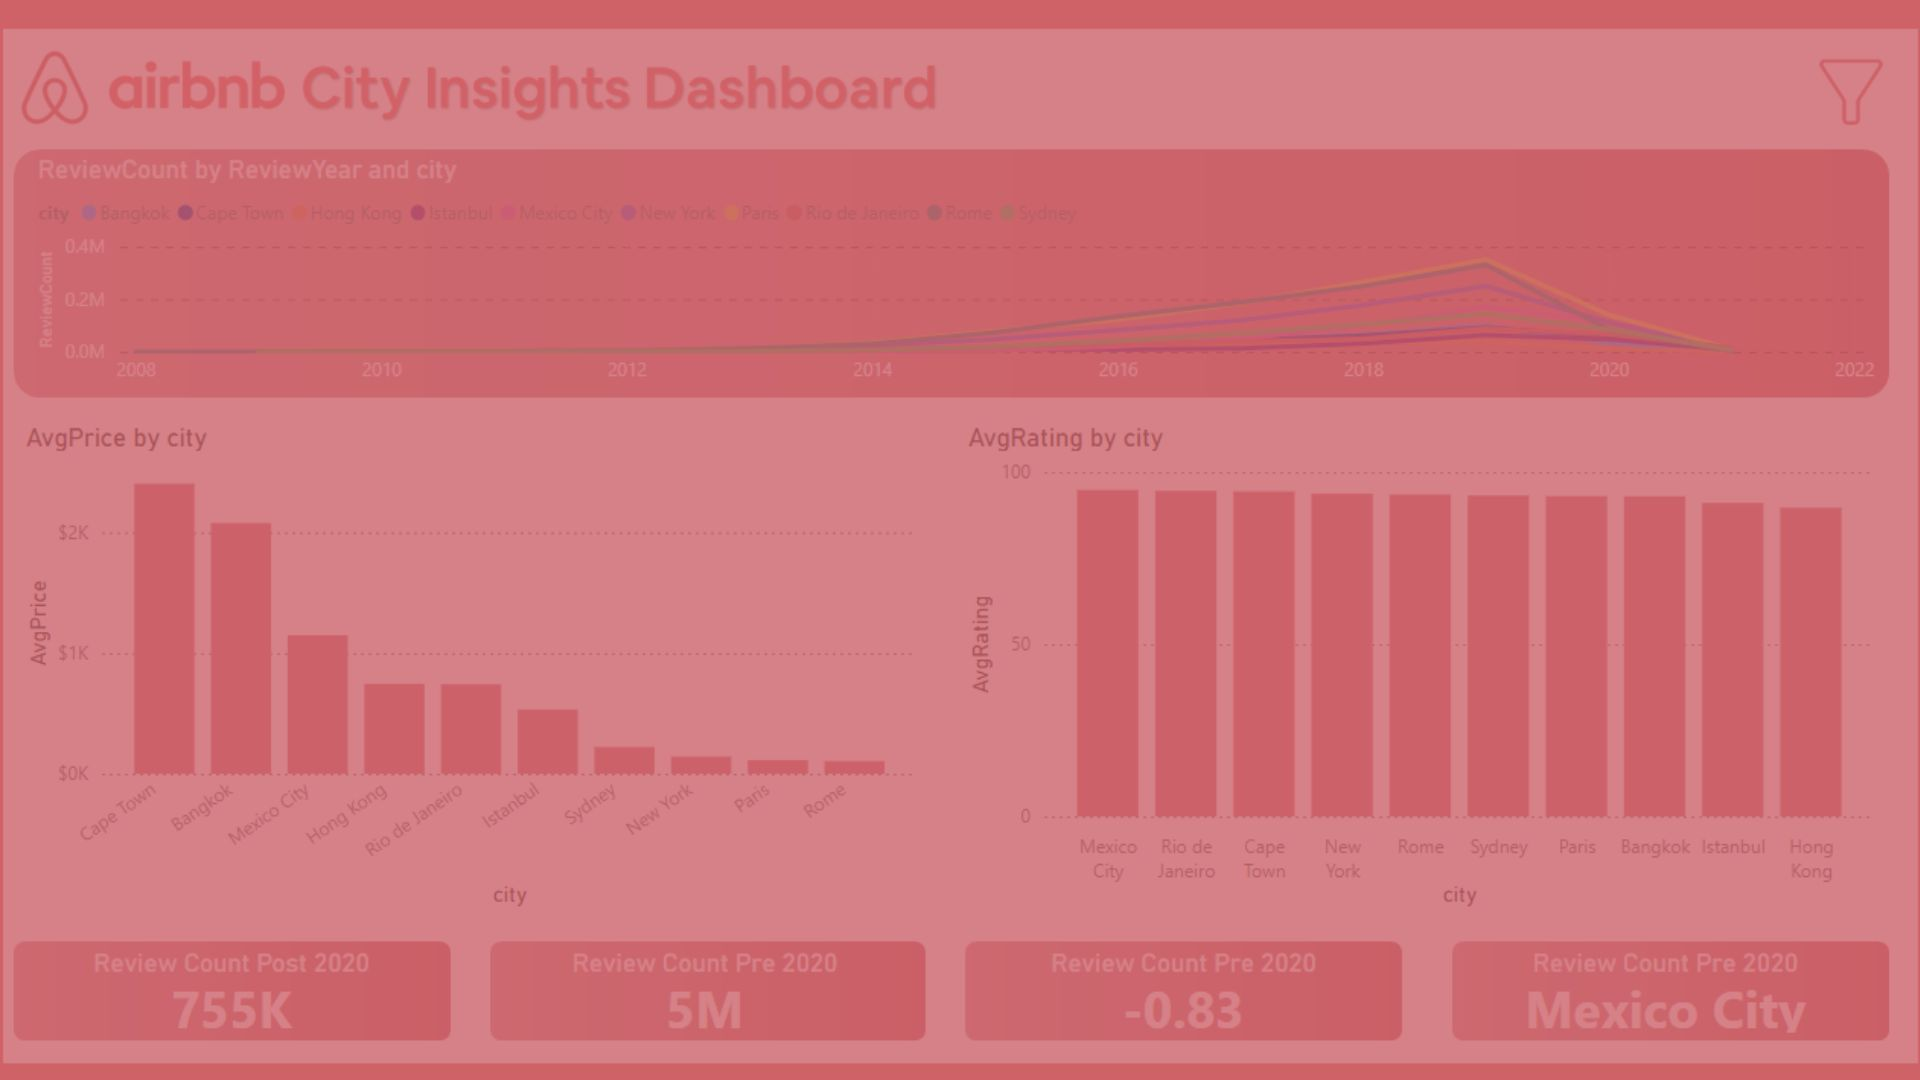 airbnb City Insights Dashboard
ReviewCount by ReviewYear and city
city Bangkok Cape Town Hong Kong Istanbul Mexico City New York Paris Rio de Janeiro Rome Sydney
ReviewCount
0.4M
0.2M
0.0M
2008 2010 2012 2014 2016 2018 2020 2022
AvgPrice by city
AvgPrice
$2K
$1K
$0K
Cape Town Bangkok Mexico City Hong Kong Rio de Janeiro Istanbul Sydney New York Paris Rome
city
AvgRating by city
AvgRating
100
50
0
Mexico City Rio de Janeiro Cape Town New York Rome Sydney Paris Bangkok Istanbul Hong Kong
city
Review Count Post 2020
755K
Review Count Pre 2020
5M
Review Count Pre 2020
-0.83
Review Count Pre 2020
Mexico City